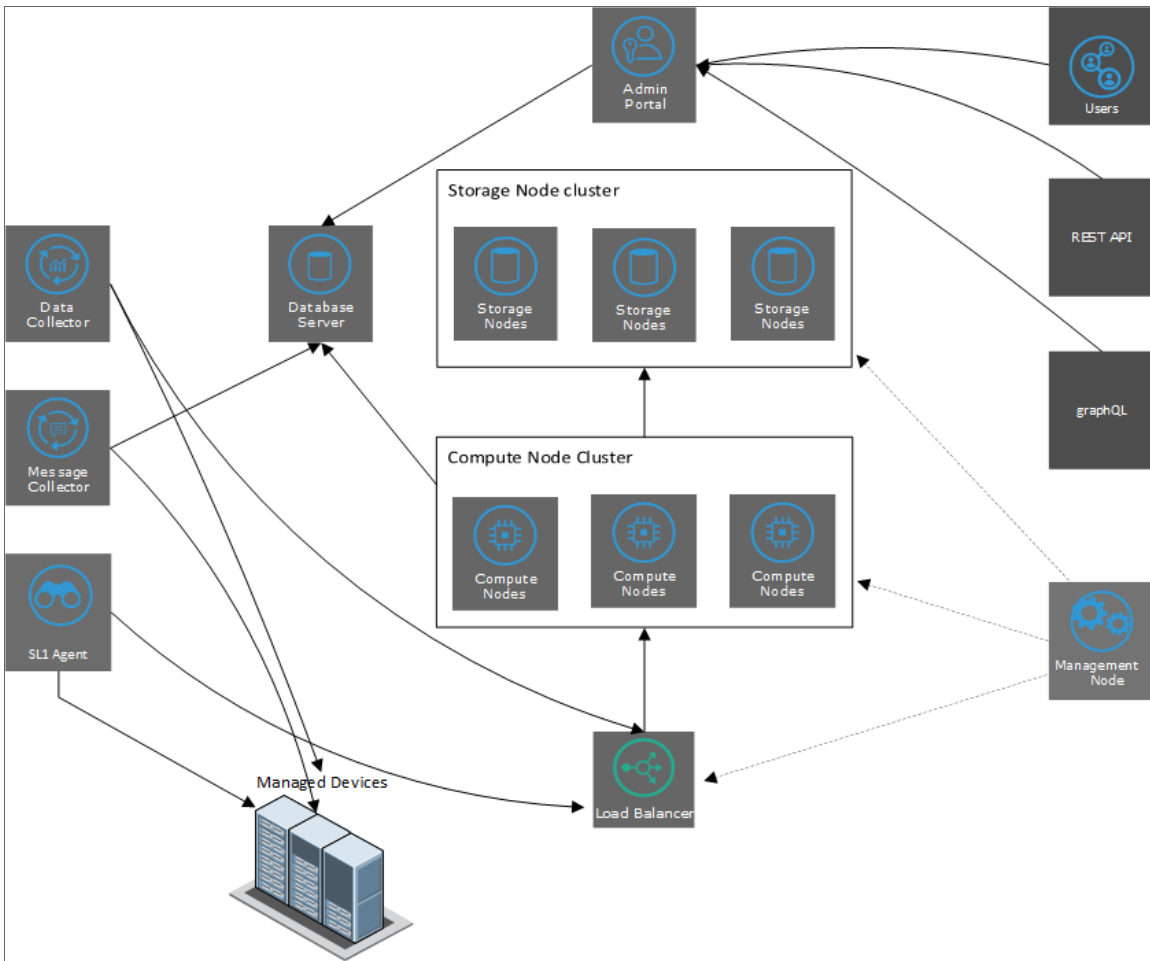 Admin
Portal
Users
Storage Node cluster
REST API
Data
Collector
Database
Server
Storage
Nodes
Storage
Nodes
Storage
Nodes
graphQL
Message
Collector
Compute Node Cluster
Compute
Nodes
Compute
Nodes
Compute
Nodes
SL1 Agent
Management
Node
Managed Devices
Load Balancer